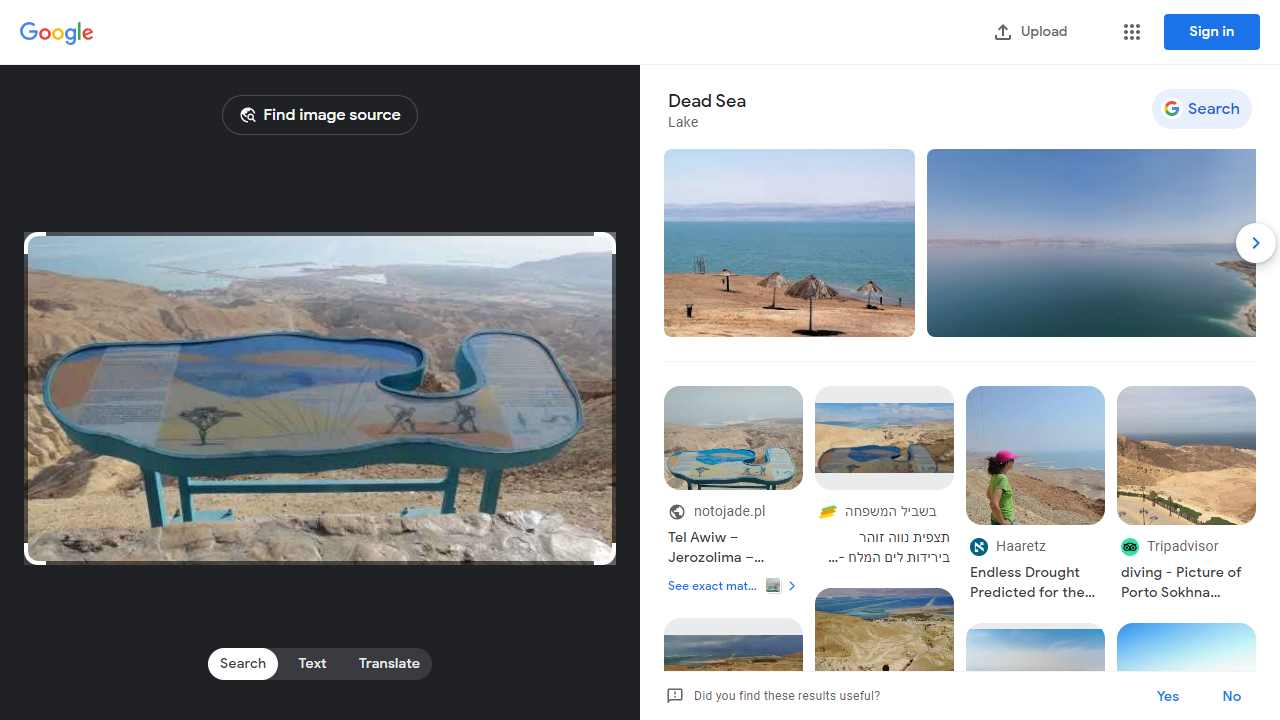 Google
Upload
Sign in
Find image source
Search
Text
Translate
Dead Sea
Lake
Search
notojade.pl
Tel Awiw –
Jerozolima –...
See exact mat...
בשביל המשפחה
תצפית נווה זוהר
בירידות לים המלח -...
Haaretz
Endless Drought
Predicted for the...
Tripadvisor
diving - Picture of
Porto Sokhna...
Did you find these results useful?
Yes
No